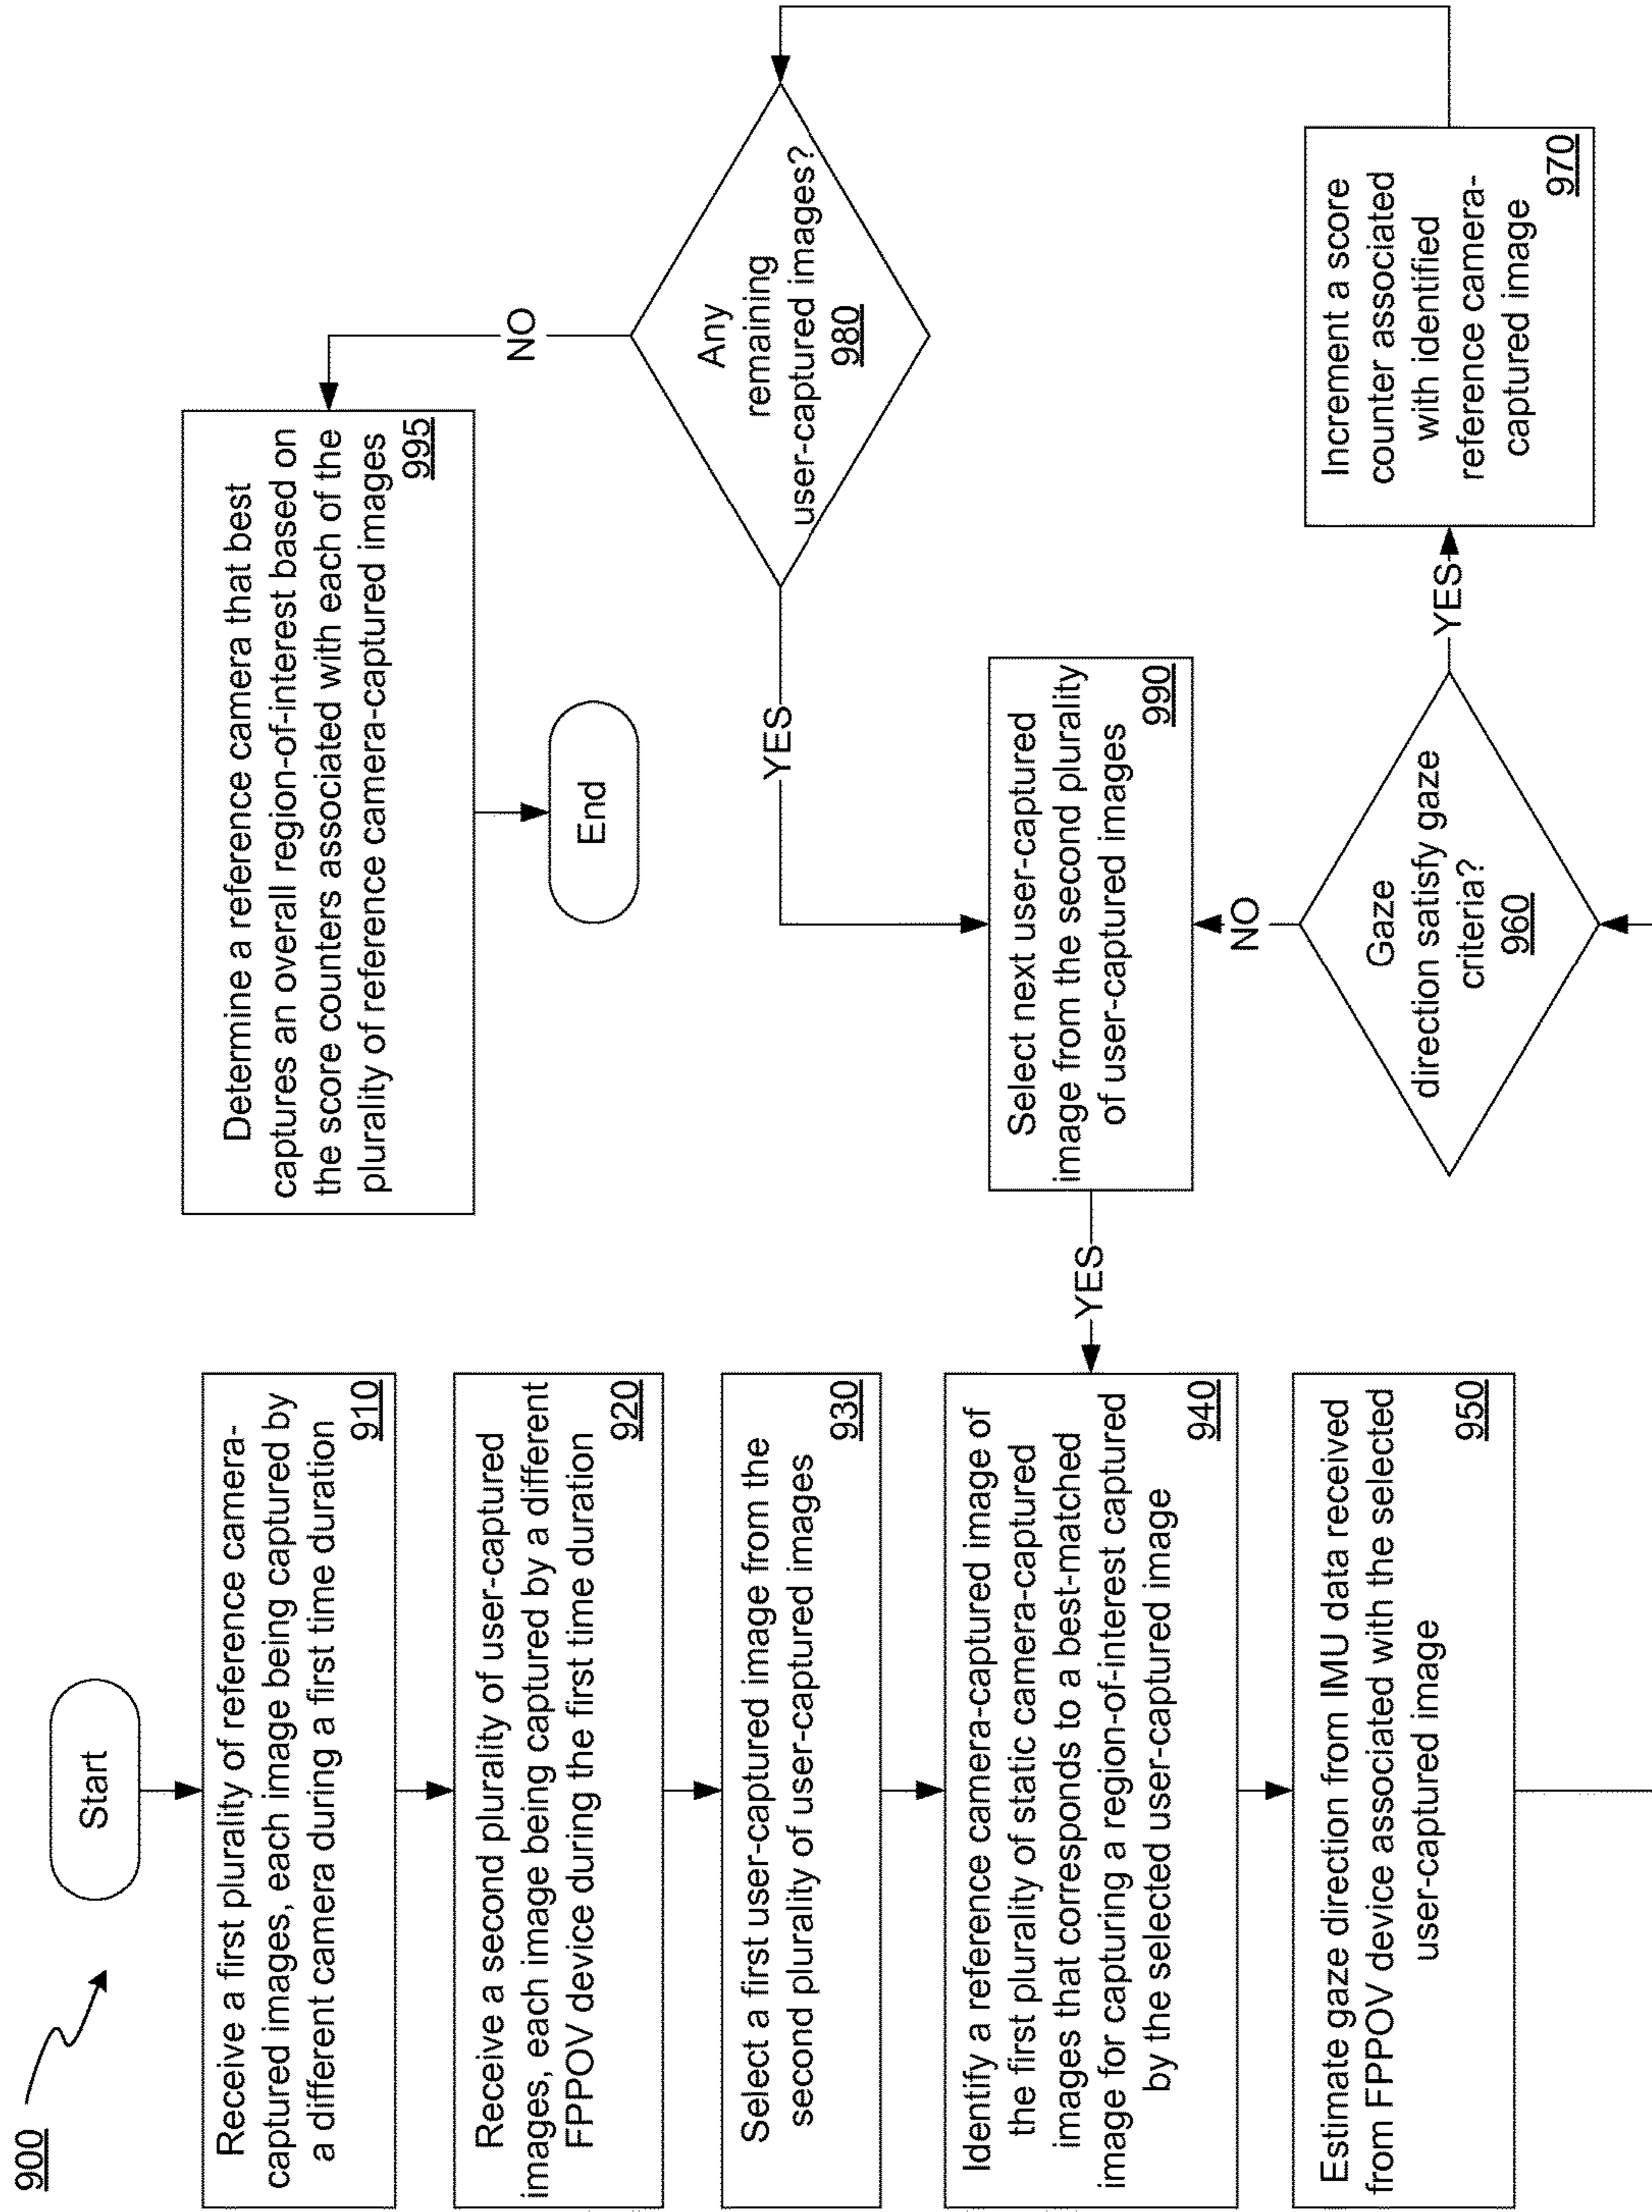 900
Start
Receive a first plurality of reference camera-
captured images, each image being captured by
a different camera during a first time duration
910
Receive a second plurality of user-captured
images, each image being captured by a different
FPPOV device during the first time duration
920
Select a first user-captured image from the
second plurality of user-captured images
930
Identify a reference camera-captured image of
the first plurality of static camera-captured
images that corresponds to a best-matched
image for capturing a region-of-interest captured
by the selected user-captured image
940
Estimate gaze direction from IMU data received
from FPPOV device associated with the selected
user-captured image
950
Gaze
direction satisfy gaze
criteria?
960
YES
NO
Increment a score
counter associated
with identified
reference camera-
captured image
970
Any
remaining
user-captured images?
980
YES
NO
Select next user-captured
image from the second plurality
of user-captured images
990
YES
Determine a reference camera that best
captures an overall region-of-interest based on
the score counters associated with each of the
plurality of reference camera-captured images
995
End